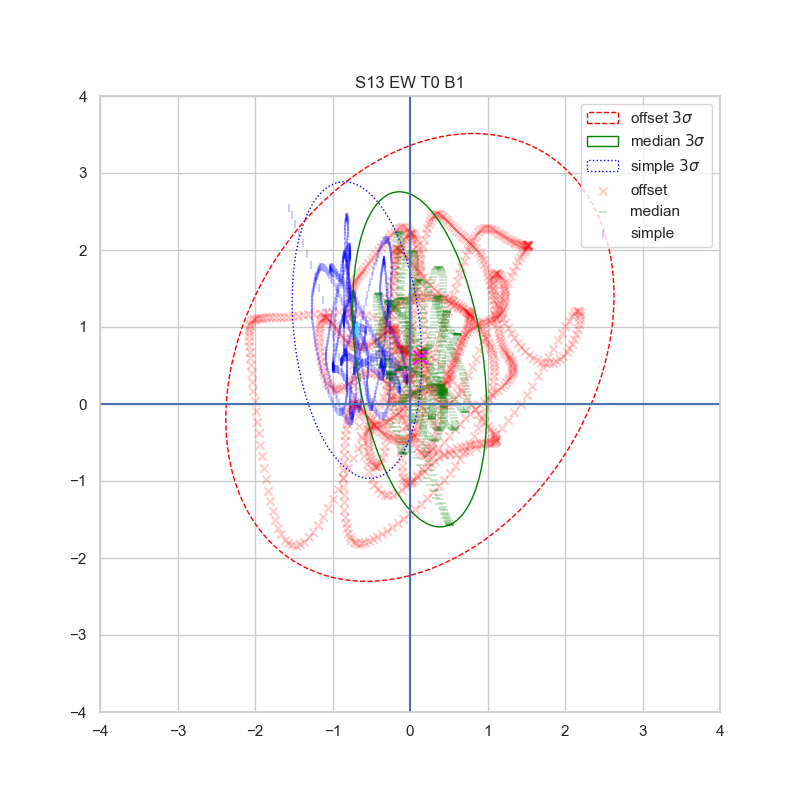 S13 EW T0 B1
offset 3σ
median 3σ
simple 3σ
offset
median
simple
4
3
2
1
0
−1
−2
−3
−4
−4 −3 −2 −1 0 1 2 3 4